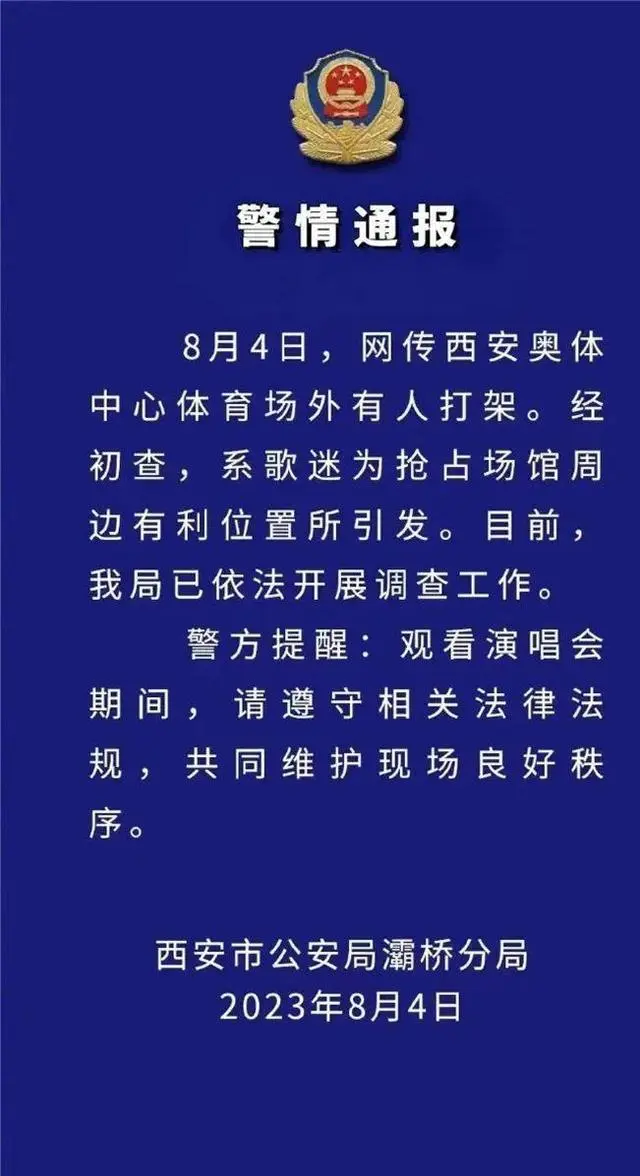 警情通报
8月4日，网传西安奥体
中心体育场外有人打架。经
初查，系歌迷为抢占场馆周
边有利位置所引发。目前，
我局已依法开展调查工作。
警方提�：观看演唱会
期间，请遵守相关法律法
规，共同维护现场良好秩
序。
西安市公安局灞桥分局
2023年8月4日